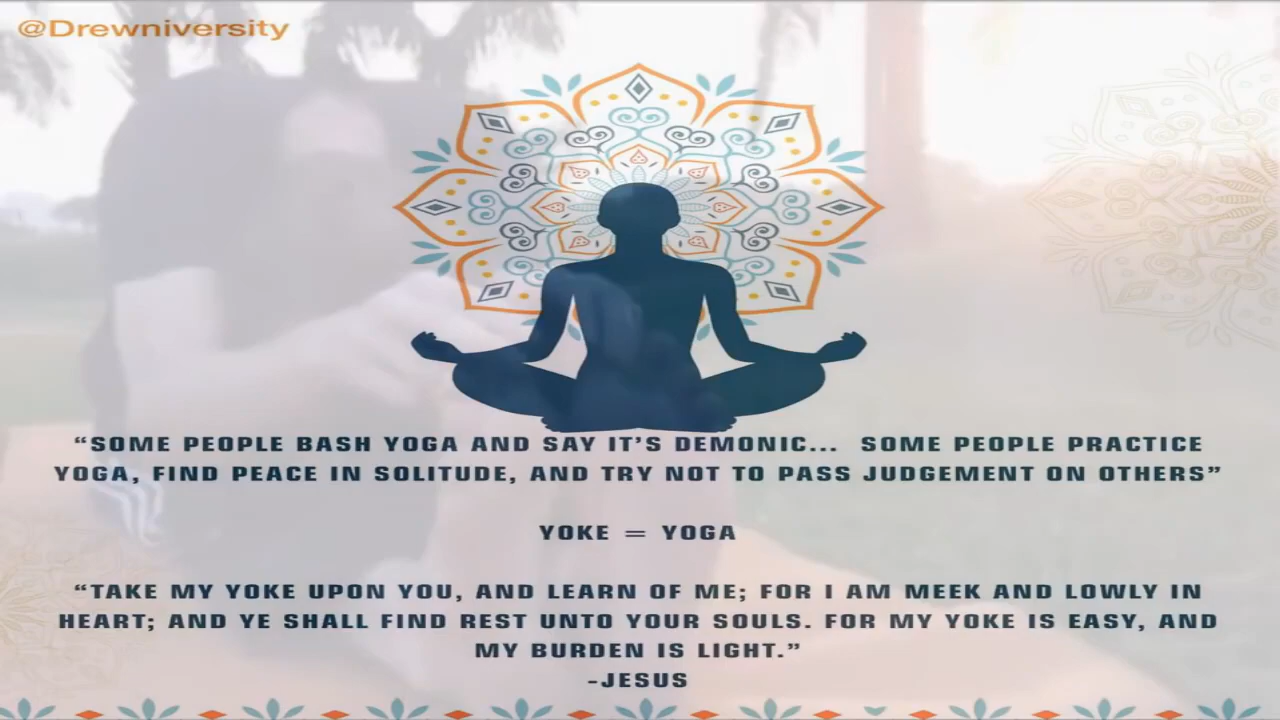 @Drewniversity
“SOME PEOPLE BASH YOGA AND SAY IT’S DEMONIC... SOME PEOPLE PRACTICE
YOGA, FIND PEACE IN SOLITUDE, AND TRY NOT TO PASS JUDGEMENT ON OTHERS”
YOKE = YOGA
“TAKE MY YOKE UPON YOU, AND LEARN OF ME; FOR I AM MEEK AND LOWLY IN
HEART; AND YE SHALL FIND REST UNTO YOUR SOULS. FOR MY YOKE IS EASY, AND
MY BURDEN IS LIGHT.”
-JESUS